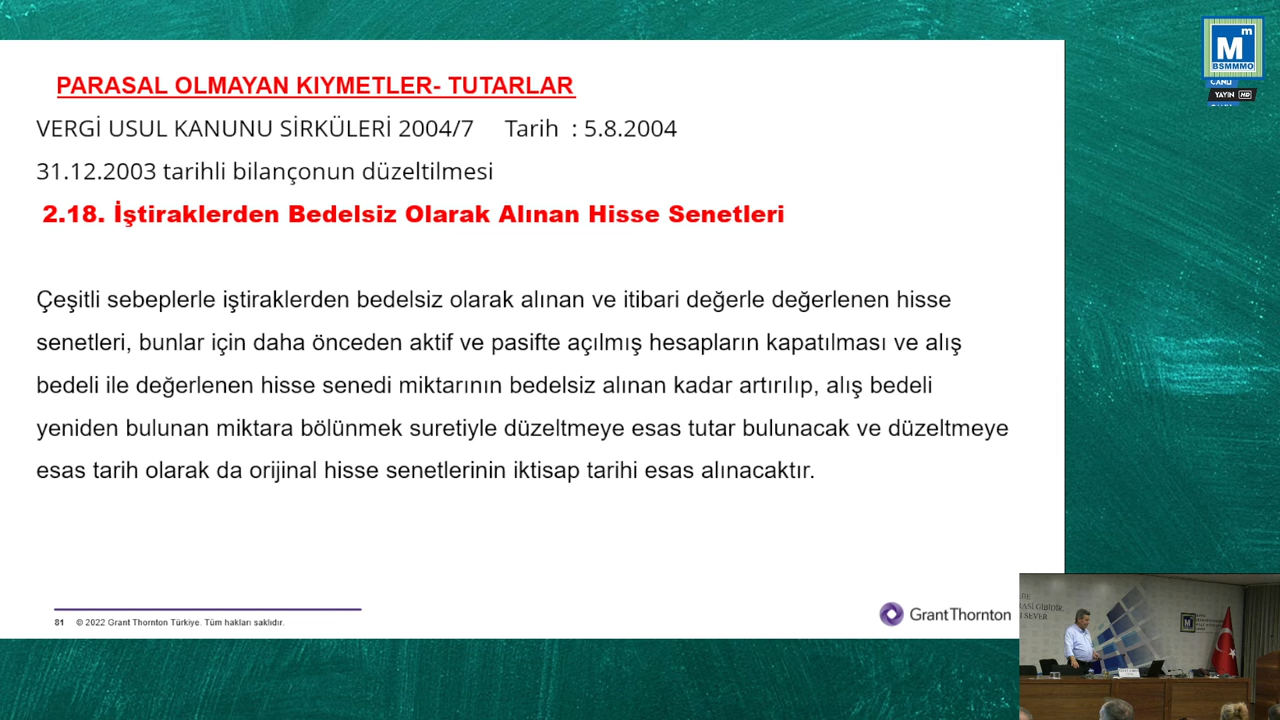 PARASAL OLMAYAN KIYMETLER- TUTARLAR
VERGİ USUL KANUNU SİRKÜLERİ 2004/7 Tarih : 5.8.2004
31.12.2003 tarihli bilançonun düzeltilmesi
2.18. İştiraklerden Bedelsiz Olarak Alınan Hisse Senetleri
Çeşitli sebeplerle iştiraklerden bedelsiz olarak alınan ve itibari değerle değerlenen hisse
senetleri, bunlar için daha önceden aktif ve pasifte açılmış hesapların kapatılması ve alış
bedeli ile değerlenen hisse senedi miktarının bedelsiz alınan kadar artırılıp, alış bedeli
yeniden bulunan miktara bölünmek suretiyle düzeltmeye esas tutar bulunacak ve düzeltmeye
esas tarih olarak da orijinal hisse senetlerinin iktisap tarihi esas alınacaktır.
81 © 2022 Grant Thornton Türkiye. Tüm hakları saklıdır.
GrantThornton
Mm
BSMMMO
CANLI
YAYIN HD
SEVER
M